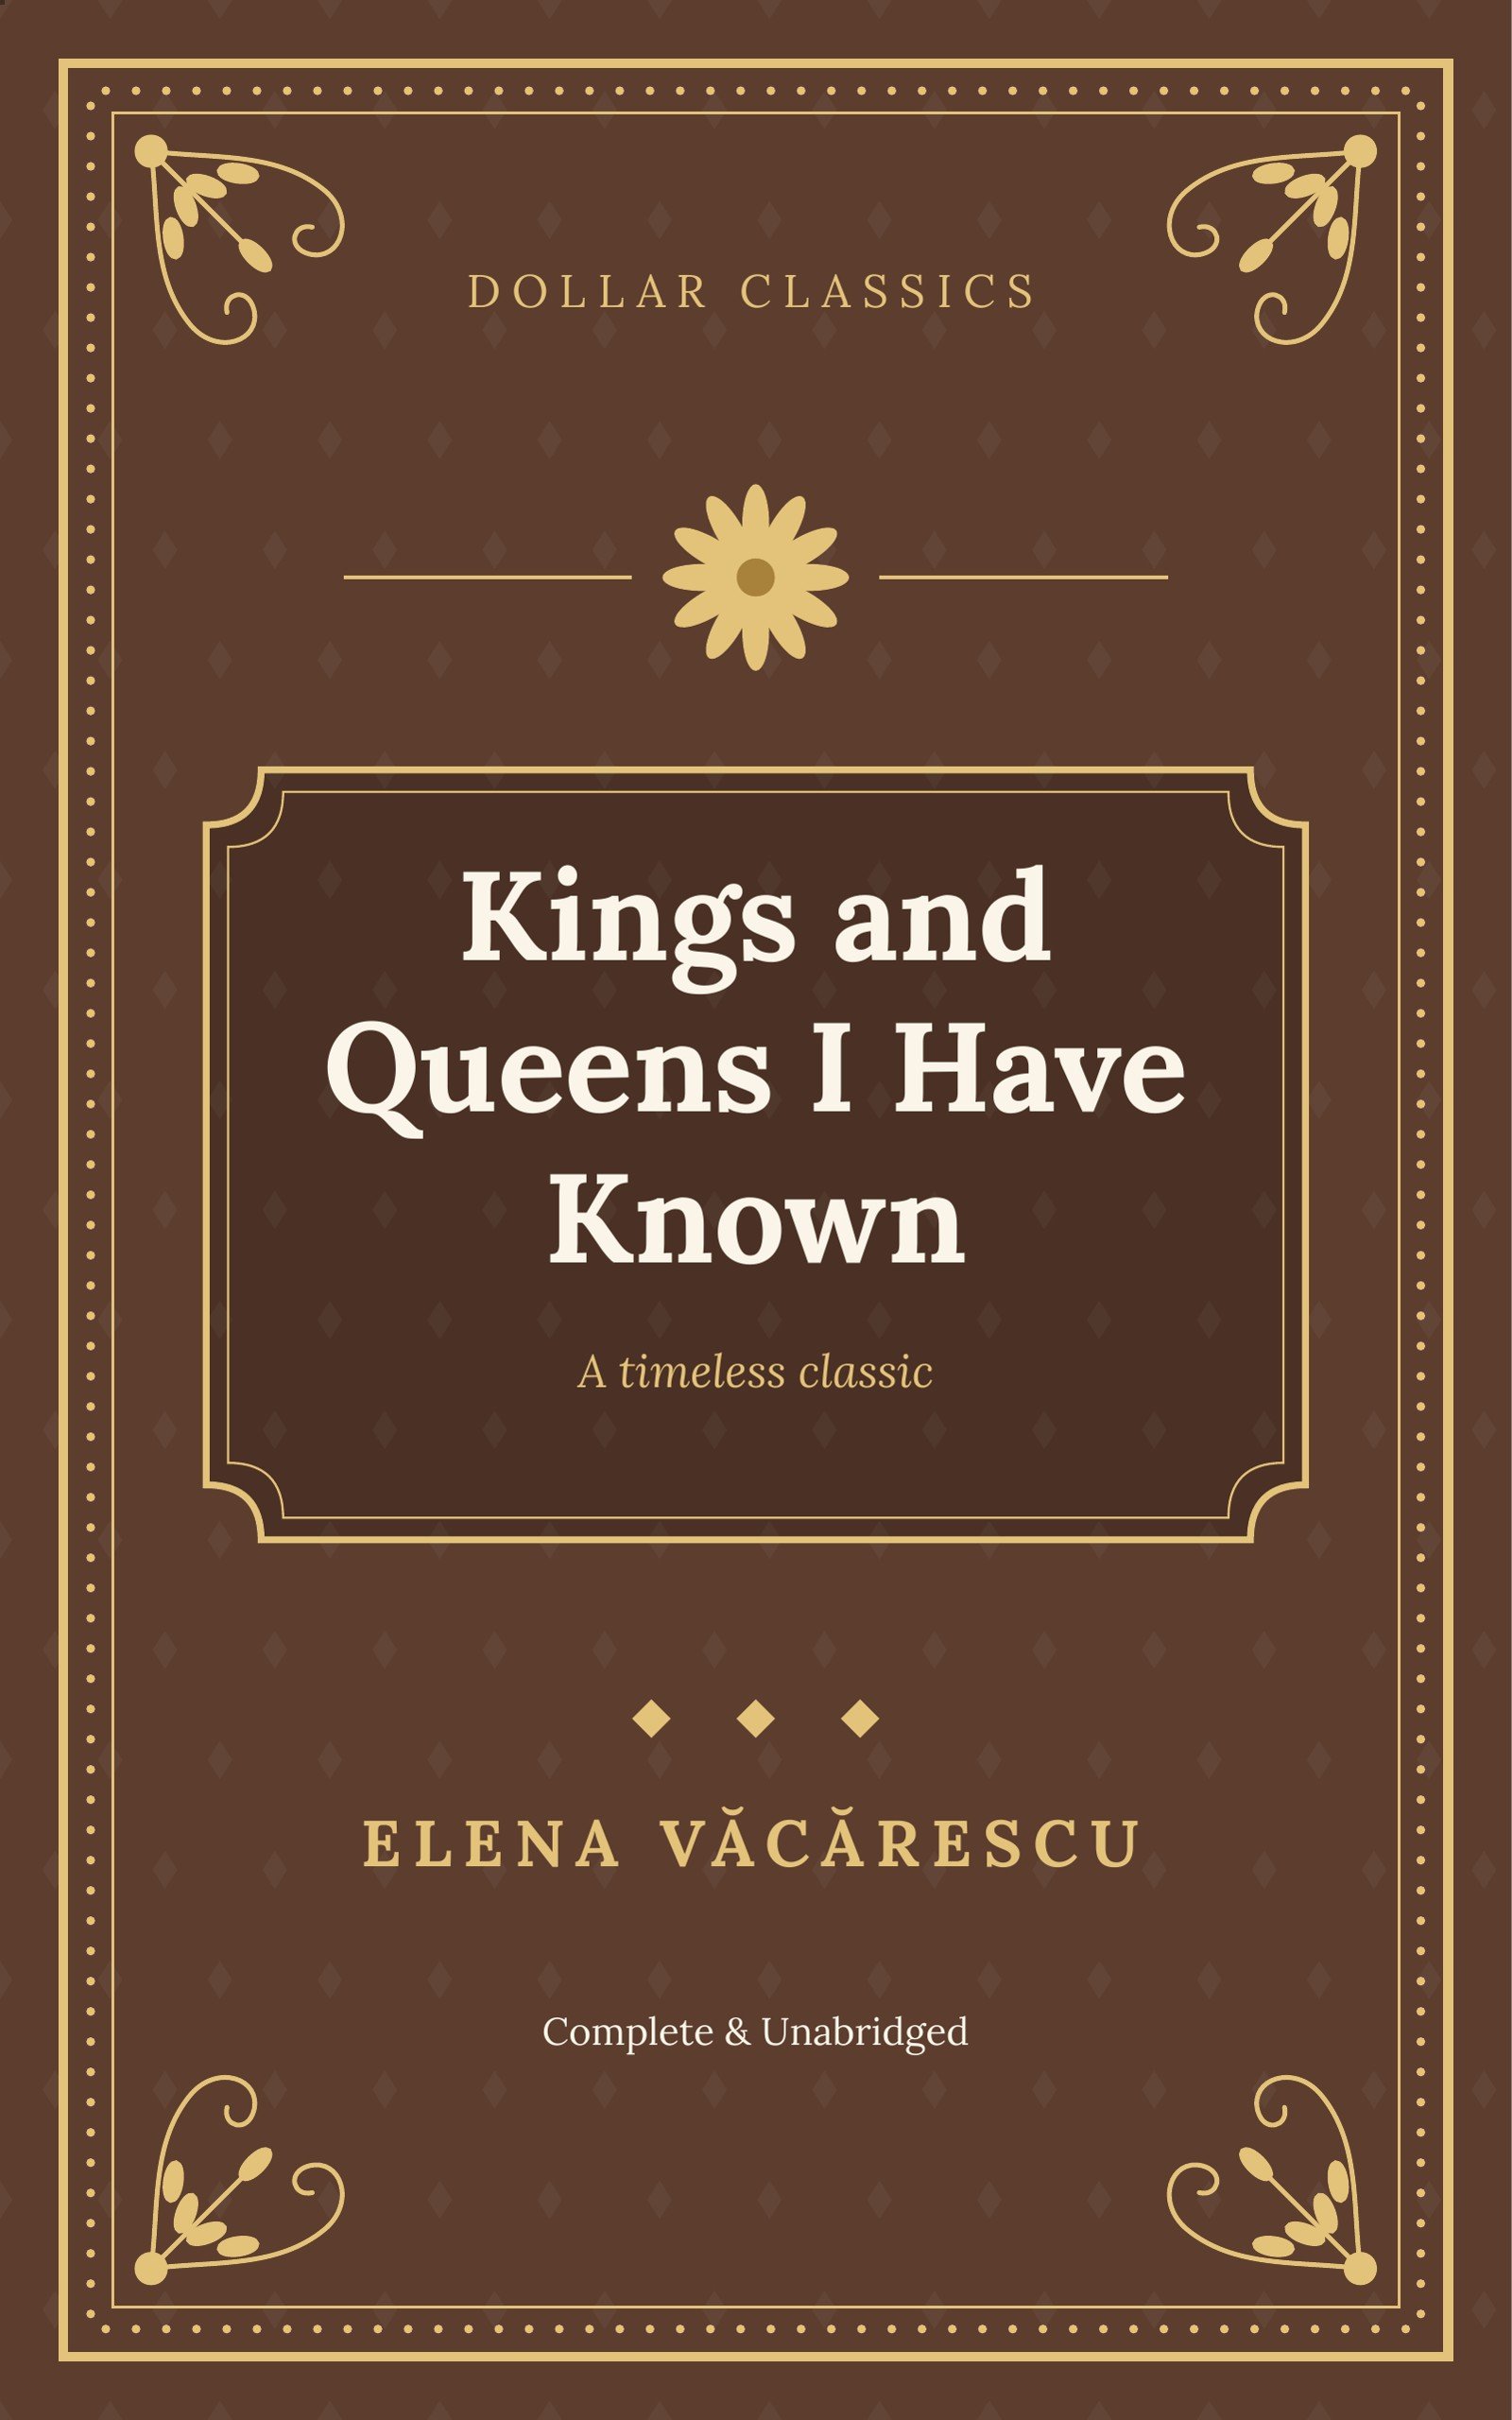 DOLLAR CLASSICS
Kings and
Queens I Have
Known
A timeless classic
ELENA VĂCĂRESCU
Complete & Unabridged